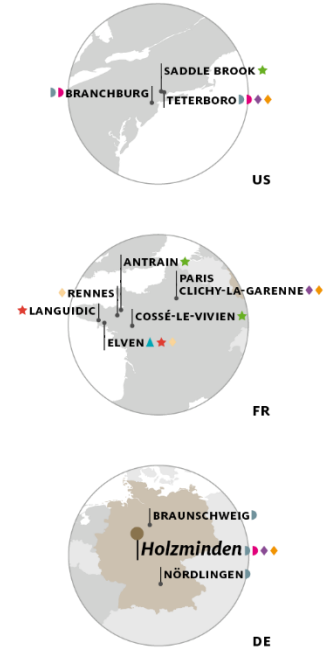 SADDLE BROOK
BRANCHBURG
TETERBORO
US
ANTRAIN
PARIS
CLICHY-LA-GARENNE
RENNES
LANGUIDIC
COSSÉ-LE-VIVIEN
ELVEN
FR
BRAUNSCHWEIG
Holzminden
NÖRDLINGEN
DE